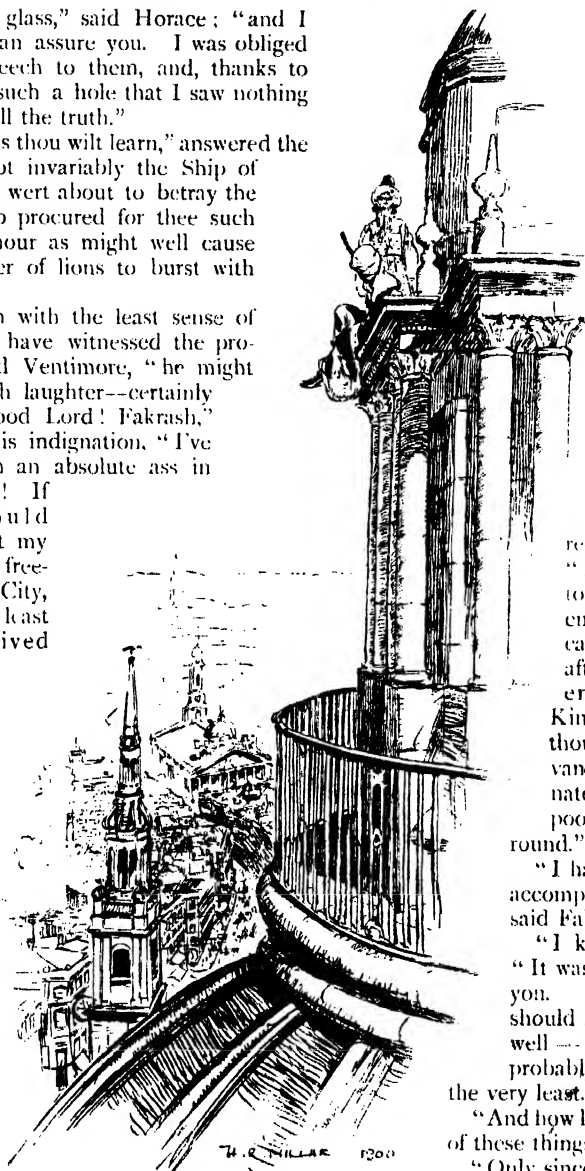 glass,” said Horace; “and I
an assure you. I was obliged
eech to them, and, thanks to
such a hole that I saw nothing
ll the truth.”
s thou wilt learn,” answered the
ot invariably the Ship of
wert about to betray the
o procured for thee such
our as might well cause
er of lions to burst with
n with the least sense of
have witnessed the pro-
d Ventimore, “he might
h laughter--certainly
ood Lord! Fakrash,”
is indignation, “I've
n an absolute ass in
! If
ould
t my
free-
City,
least
ived
re
“
to
en
ca
aft
er
Kin
thou
van
nate
poo
round.”
“I ha
accomp
said Fa
“I k
“It was
you.
should
well —
probabl
the very least.
“And how l
of these thing
“Only since
H. R. MILLAR 1900